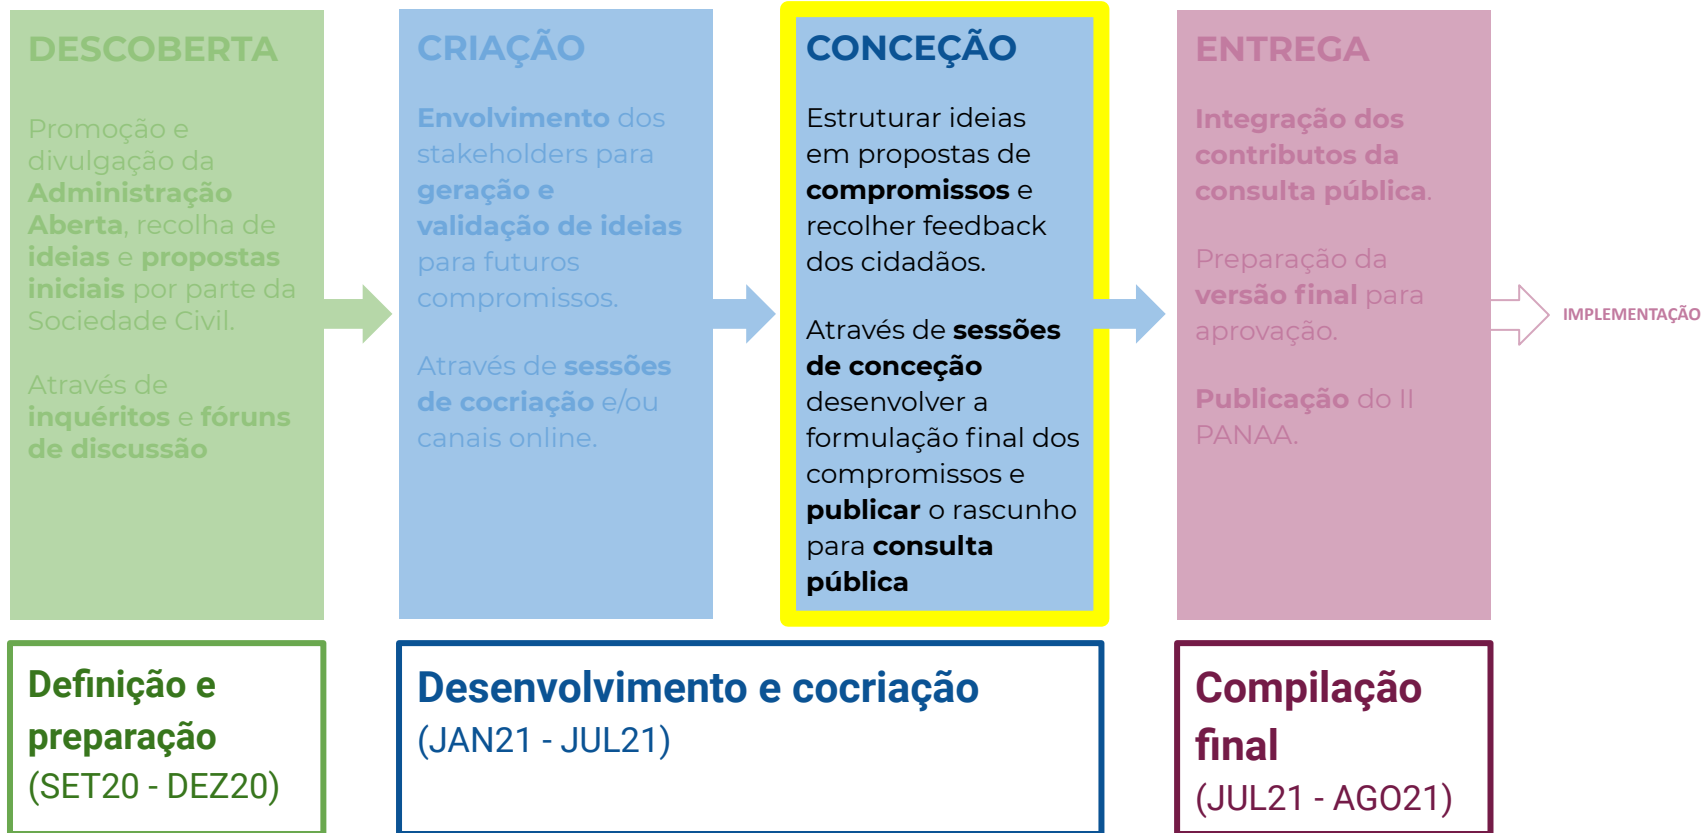 DESCOBERTA
Promoção e
divulgação da
Administração
Aberta, recolha de
ideias e propostas
iniciais por parte da
Sociedade Civil.
Através de
inquéritos e fóruns
de discussão
CRIAÇÃO
Envolvimento dos
stakeholders para
geração e
validação de ideias
para futuros
compromissos.
Através de sessões
de cocriação e/ou
canais online.
CONCEÇÃO
Estruturar ideias
em propostas de
compromissos e
recolher feedback
dos cidadãos.
Através de sessões
de conceção
desenvolver a
formulação final dos
compromissos e
publicar o rascunho
para consulta
pública
ENTREGA
Integração dos
contributos da
consulta pública.
Preparação da
versão final para
aprovação.
Publicação do II
PANAA.
IMPLEMENTAÇÃO
Definição e
preparação
(SET20 - DEZ20)
Desenvolvimento e cocriação
(JAN21 - JUL21)
Compilação
final
(JUL21 - AGO21)